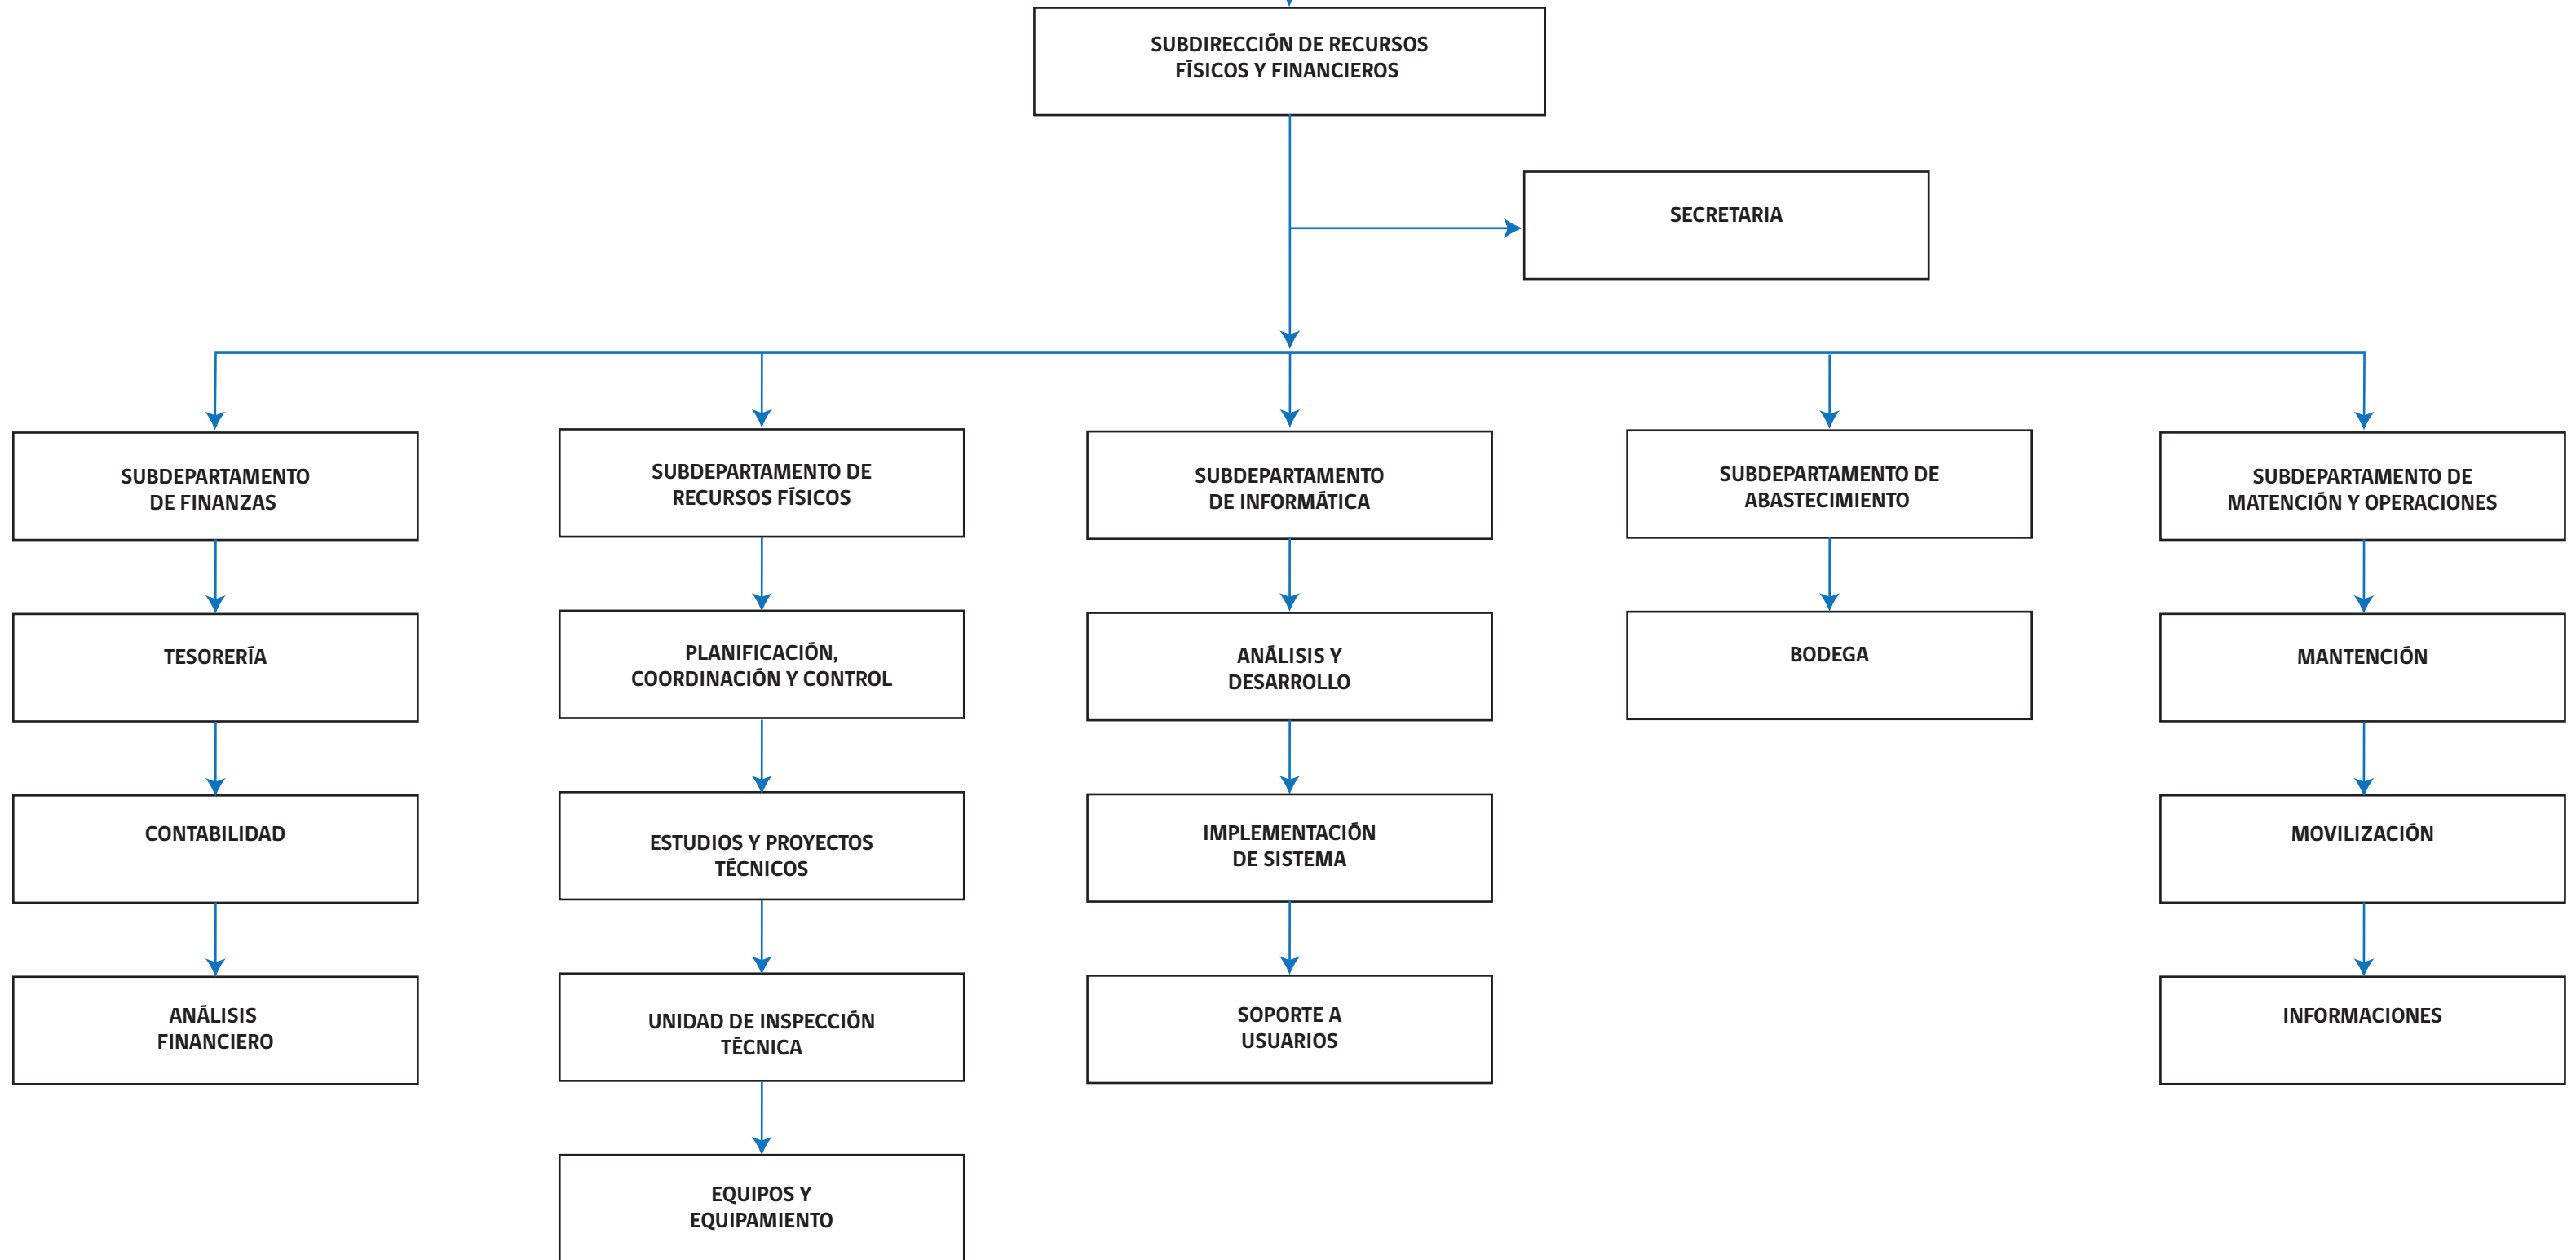 SUBDIRECCIÓN DE RECURSOS
FÍSICOS Y FINANCIEROS
SECRETARIA
SUBDEPARTAMENTO
DE FINANZAS
SUBDEPARTAMENTO DE
RECURSOS FÍSICOS
SUBDEPARTAMENTO
DE INFORMÁTICA
SUBDEPARTAMENTO DE
ABASTECIMIENTO
SUBDEPARTAMENTO DE
MATENCIÓN Y OPERACIONES
TESORERÍA
PLANIFICACIÓN,
COORDINACIÓN Y CONTROL
ANÁLISIS Y
DESARROLLO
BODEGA
MANTENCIÓN
CONTABILIDAD
ESTUDIOS Y PROYECTOS
TÉCNICOS
IMPLEMENTACIÓN
DE SISTEMA
MOVILIZACIÓN
ANÁLISIS
FINANCIERO
UNIDAD DE INSPECCIÓN
TÉCNICA
SOPORTE A
USUARIOS
INFORMACIONES
EQUIPOS Y
EQUIPAMIENTO